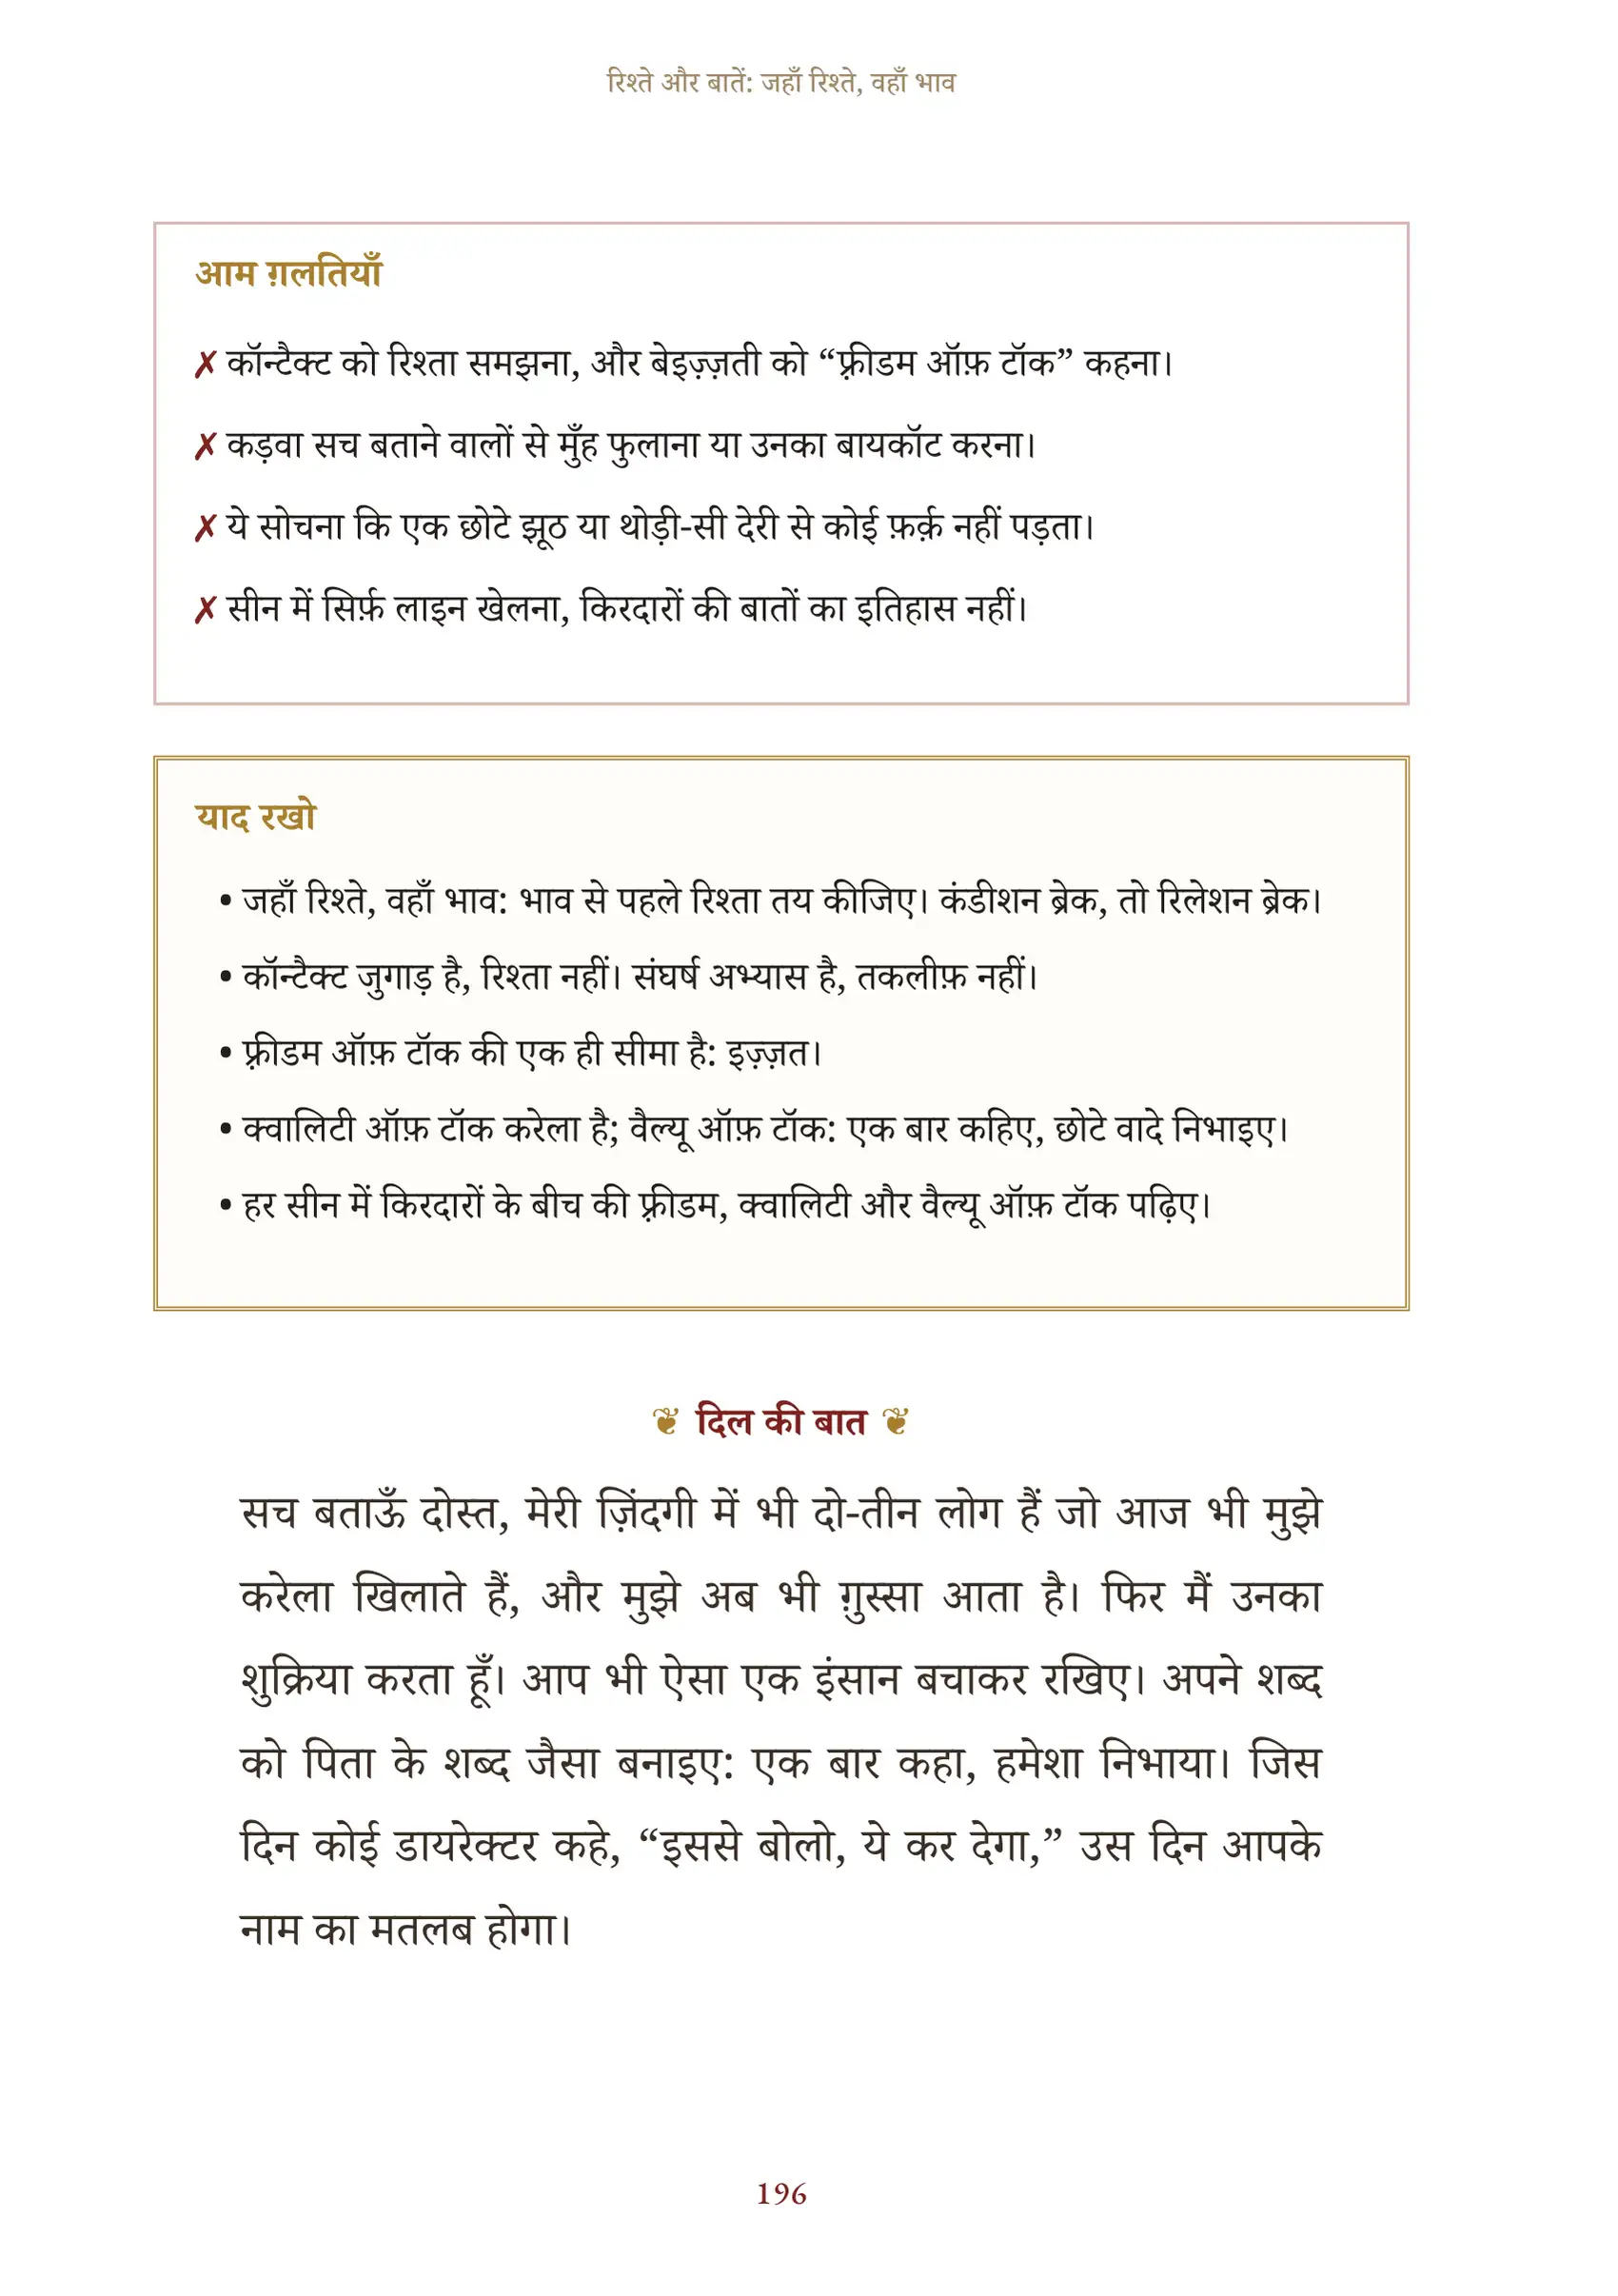 रिश्ते और बातें: जहाँ रिश्ते, वहाँ भाव
आम ग़लतियाँ
✗ कॉन्टैक्ट को रिश्ता समझना, और बेइज़्ज़ती को “फ़्रीडम ऑफ़ टॉक” कहना।
✗ कड़वा सच बताने वालों से मुँह फुलाना या उनका बायकॉट करना।
✗ ये सोचना कि एक छोटे झूठ या थोड़ी-सी देरी से कोई फ़र्क़ नहीं पड़ता।
✗ सीन में सिर्फ़ लाइन खेलना, किरदारों की बातों का इतिहास नहीं।
याद रखो
• जहाँ रिश्ते, वहाँ भाव: भाव से पहले रिश्ता तय कीजिए। कंडीशन ब्रेक, तो रिलेशन ब्रेक।
• कॉन्टैक्ट जुगाड़ है, रिश्ता नहीं। संघर्ष अभ्यास है, तकलीफ़ नहीं।
• फ़्रीडम ऑफ़ टॉक की एक ही सीमा है: इज़्ज़त।
• क्वालिटी ऑफ़ टॉक करेला है; वैल्यू ऑफ़ टॉक: एक बार कहिए, छोटे वादे निभाइए।
• हर सीन में किरदारों के बीच की फ़्रीडम, क्वालिटी और वैल्यू ऑफ़ टॉक पढ़िए।
❦ दिल की बात ❦
सच बताऊँ दोस्त, मेरी ज़िंदगी में भी दो-तीन लोग हैं जो आज भी मुझे
करेला खिलाते हैं, और मुझे अब भी ग़ुस्सा आता है। फिर मैं उनका
शुक्रिया करता हूँ। आप भी ऐसा एक इंसान बचाकर रखिए। अपने शब्द
को पिता के शब्द जैसा बनाइए: एक बार कहा, हमेशा निभाया। जिस
दिन कोई डायरेक्टर कहे, “इससे बोलो, ये कर देगा,” उस दिन आपके
नाम का मतलब होगा।
196